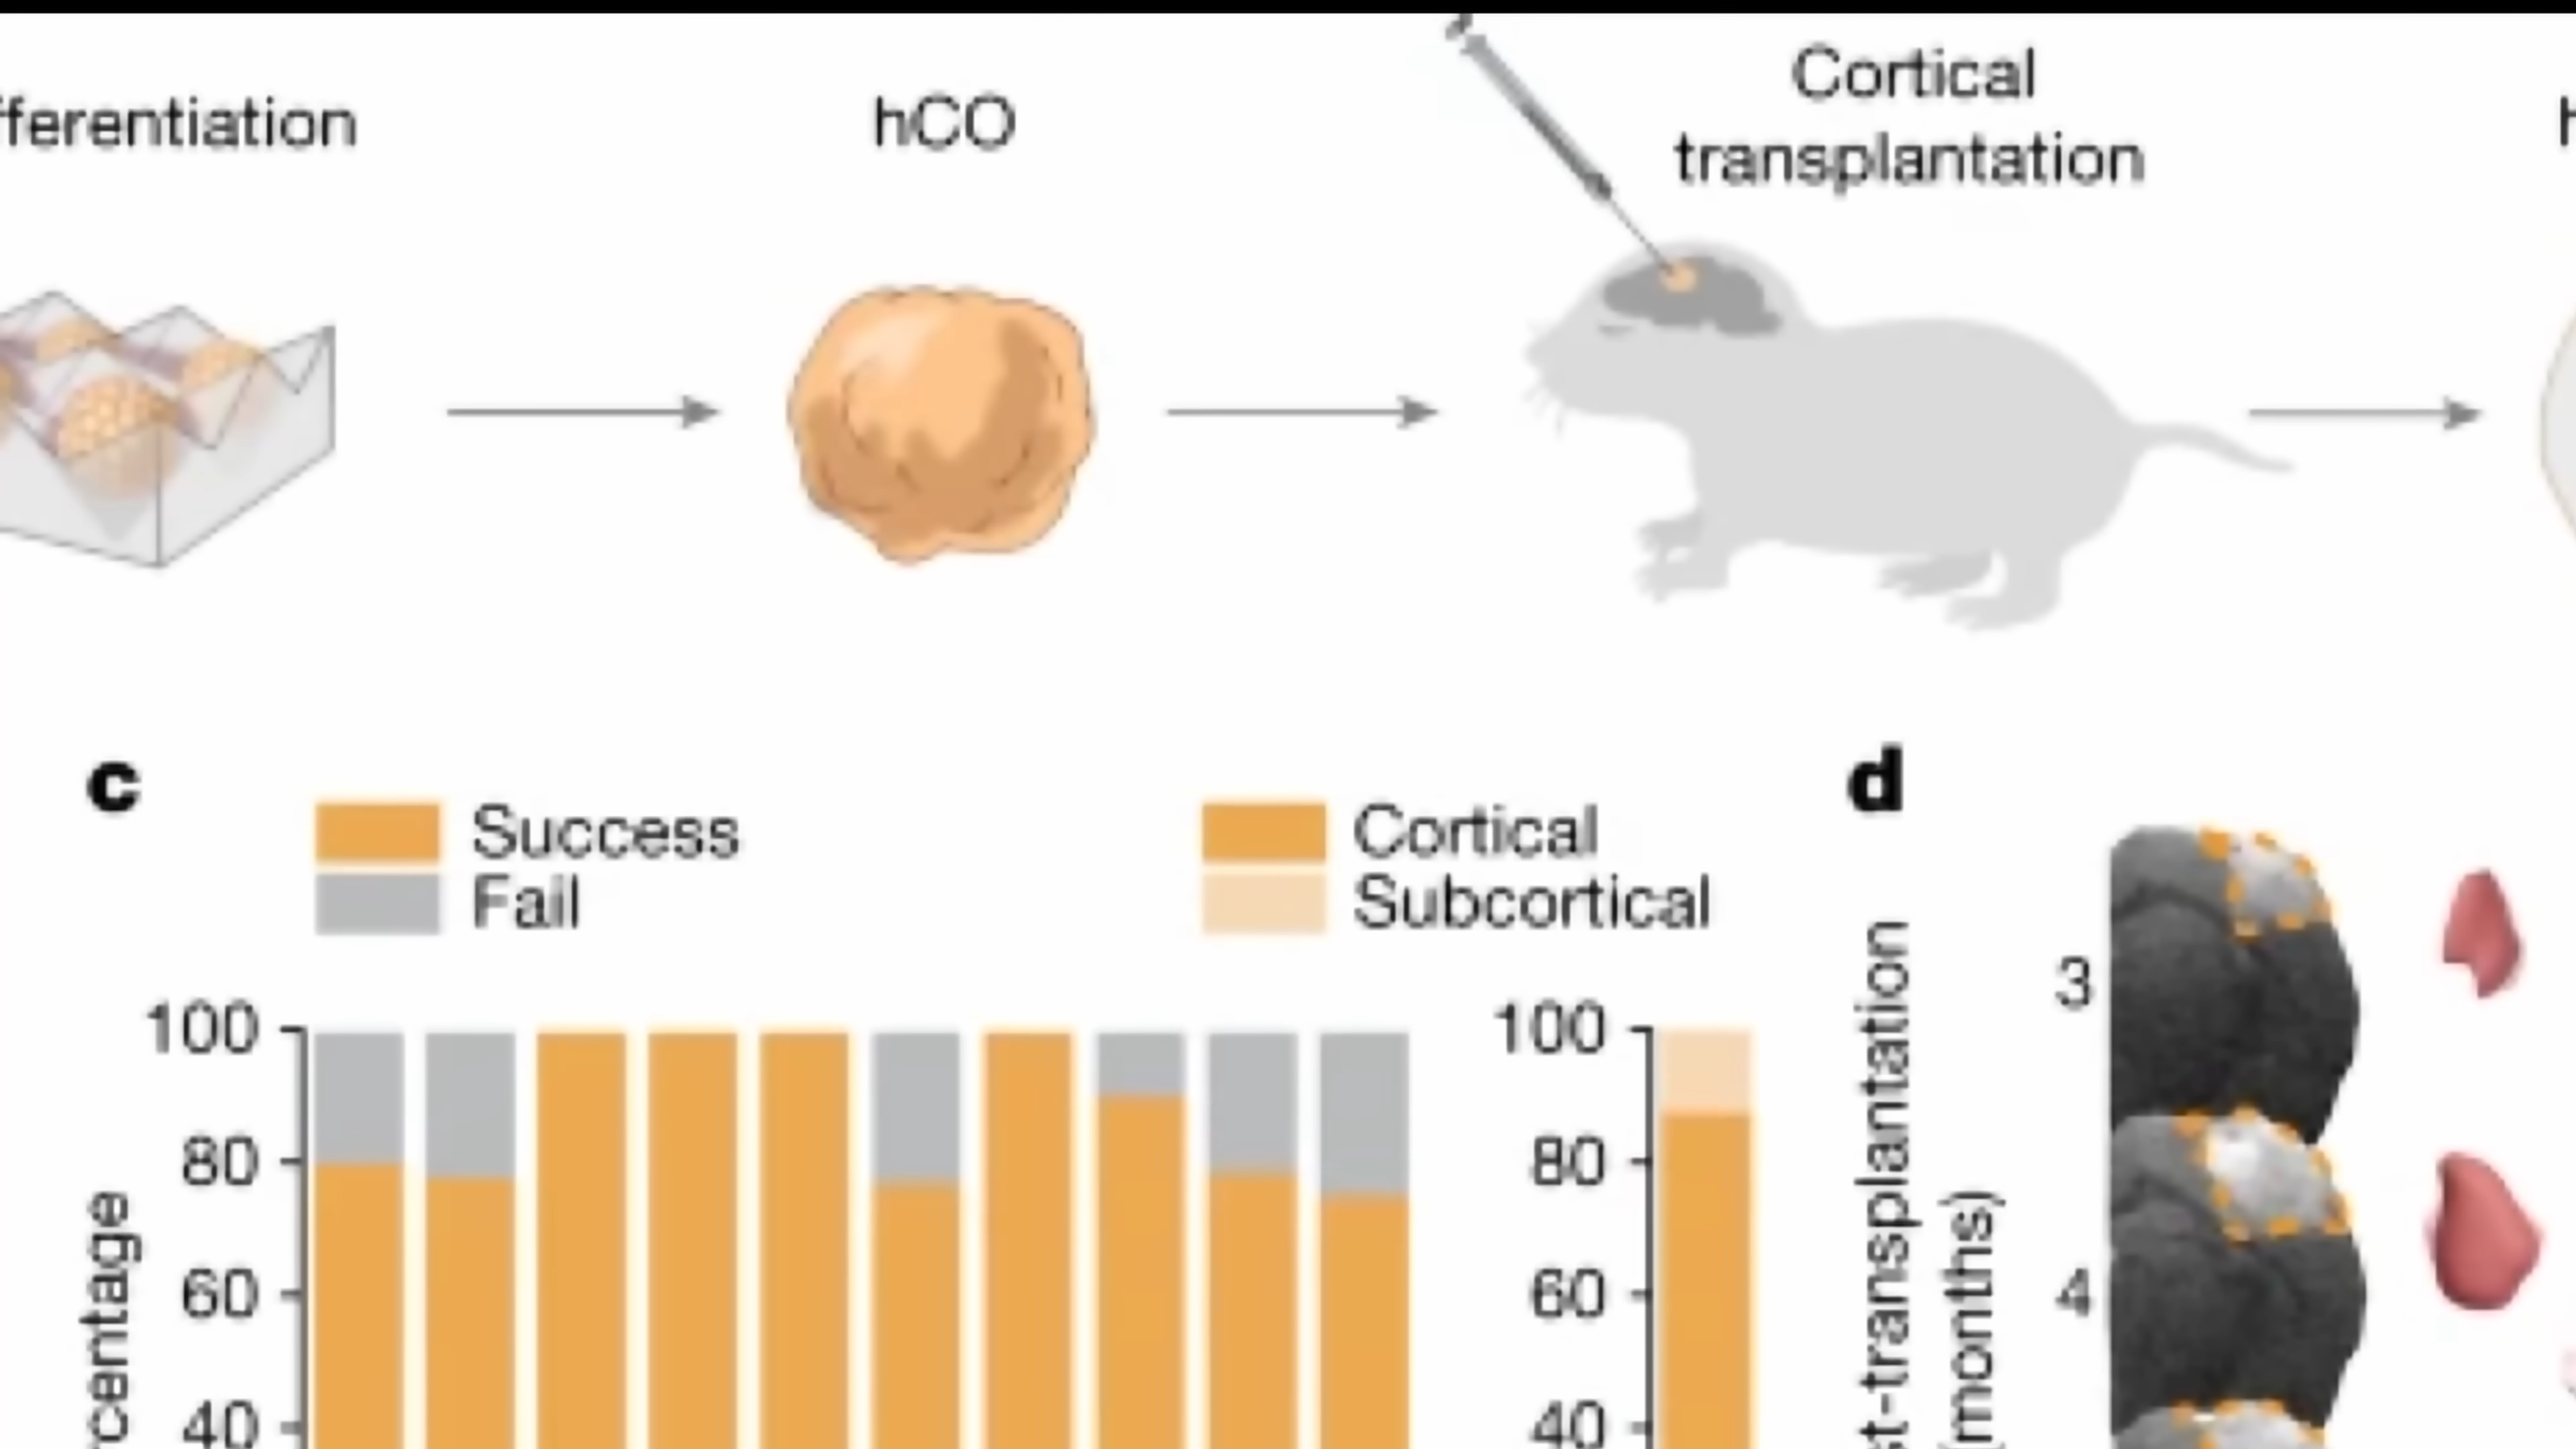 fferentiation
hCO
Cortical
transplantation
c
Success
Fail
Cortical
Subcortical
d
100
80
60
40
rcentage
100
80
60
40
st-transplantation
(months)
3
4